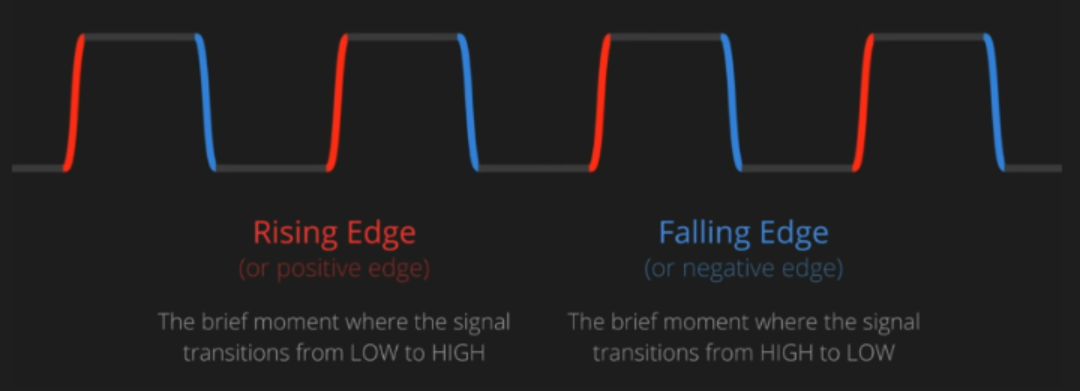 Rising Edge
(or positive edge)
The brief moment where the signal
transitions from LOW to HIGH
Falling Edge
(or negative edge)
The brief moment where the signal
transitions from HIGH to LOW